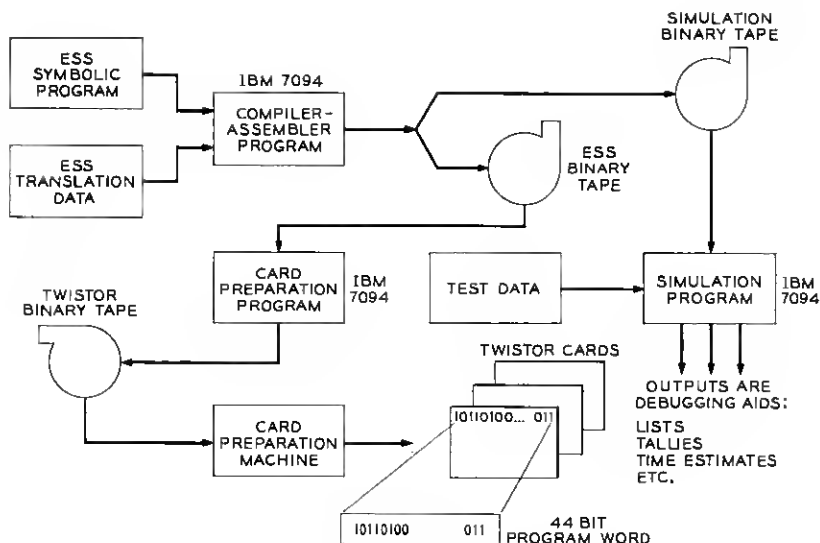 SIMULATION
BINARY TAPE
ESS
SYMBOLIC
PROGRAM
IBM 7094
COMPILER-
ASSEMBLER
PROGRAM
ESS
TRANSLATION
DATA
ESS
BINARY
TAPE
CARD
PREPARATION
PROGRAM
IBM
7094
TEST DATA
SIMULATION
PROGRAM
IBM
7094
TWISTOR
BINARY TAPE
TWISTOR CARDS
CARD
PREPARATION
MACHINE
10110100... 011
OUTPUTS ARE
DEBUGGING AIDS:
LISTS
TALLIES
TIME ESTIMATES
ETC.
10110100 011
44 BIT
PROGRAM WORD